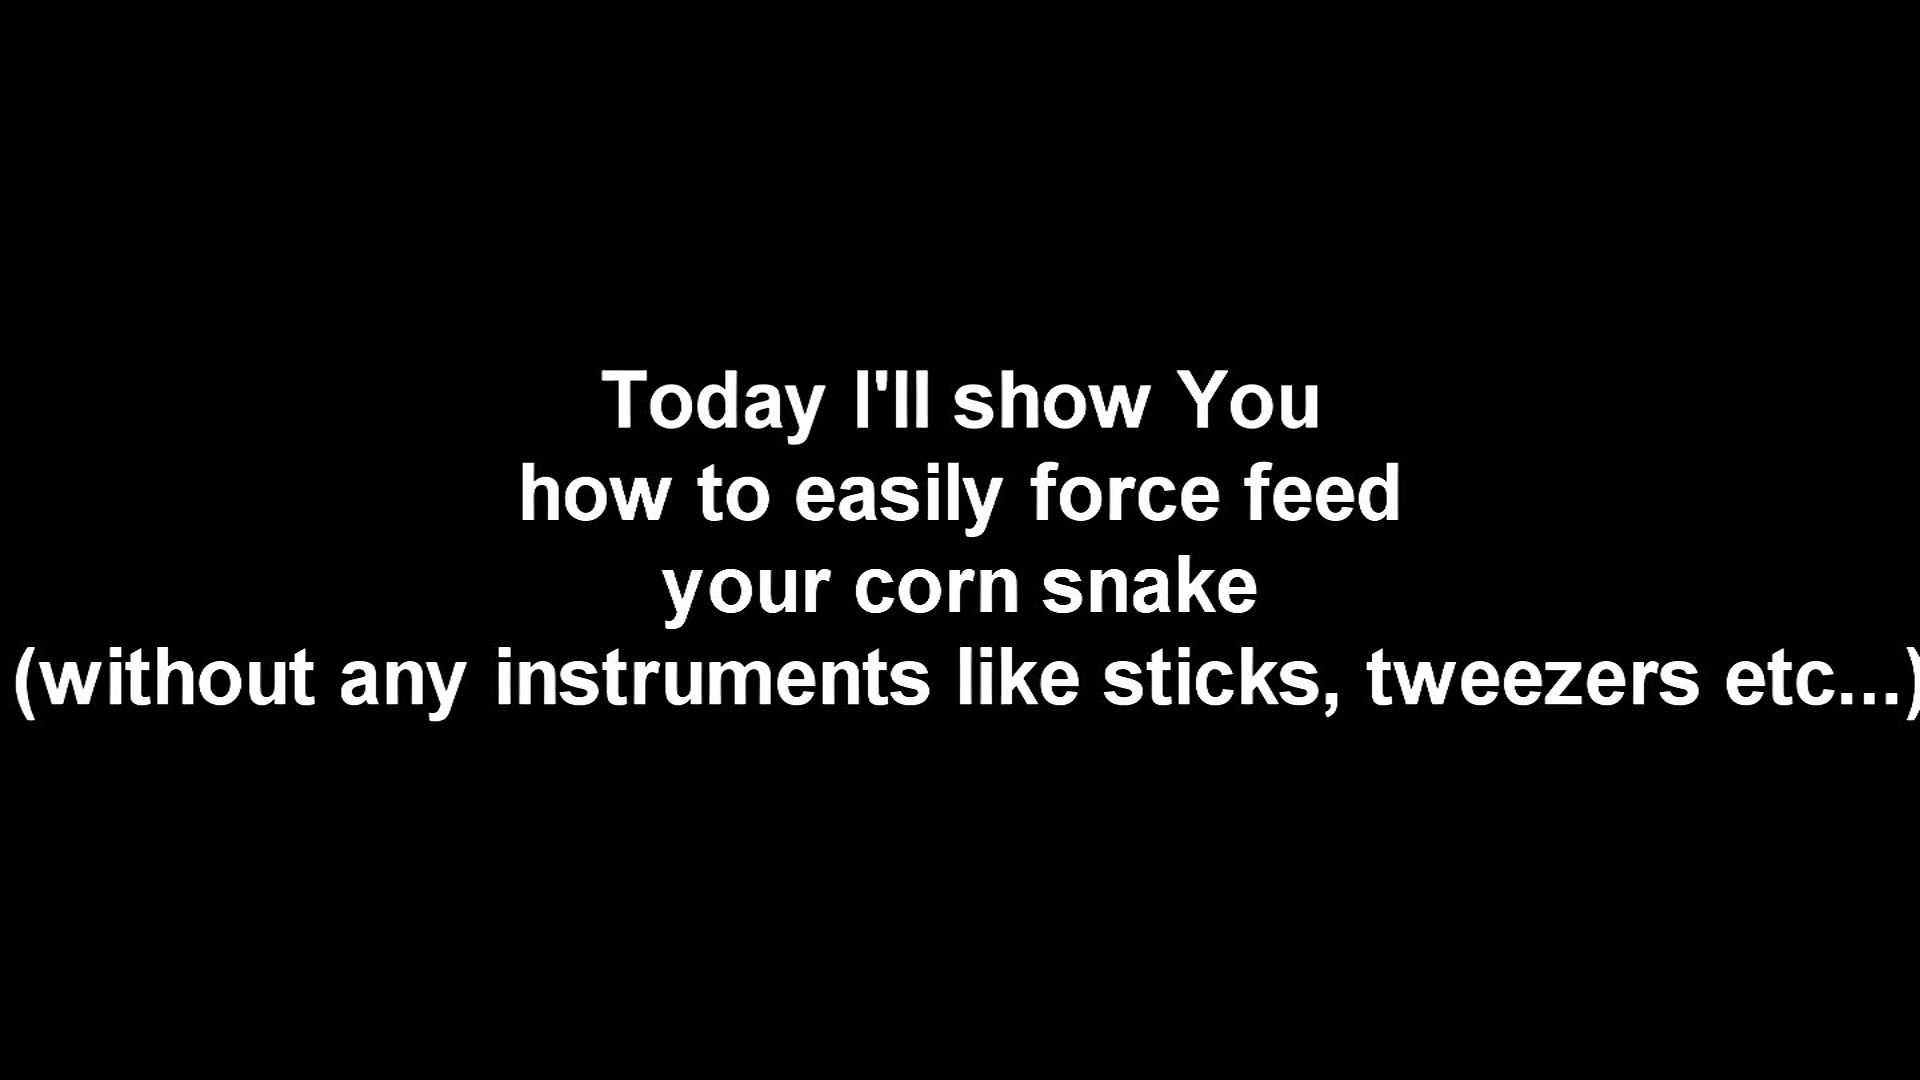 Today I'll show You
how to easily force feed
your corn snake
(without any instruments like sticks, tweezers etc...)